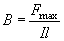 B = F_max / Il